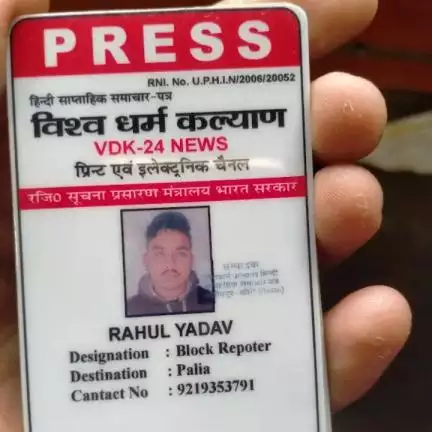 PRESS
RNI. No. U.P.H.I.N/2006/20052
हिन्दी साप्ताहिक समाचार-पत्र
विश्व धर्म कल्याण
VDK-24 NEWS
प्रिन्ट एवं इलेक्ट्रनिक चैनल
रजि० सूचना प्रसारण मंत्रालय भारत सरकार
RAHUL YADAV
Designation : Block Repoter
Destination : Palia
Cantact No : 9219353791